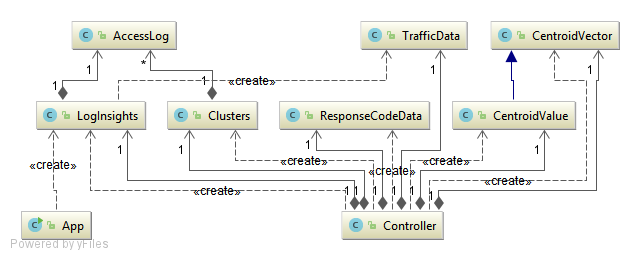 C AccessLog
C TrafficData
C CentroidVector
1
1
*
1
«create»
1
1
1
C LogInsights
C Clusters
C ResponseCodeData
C CentroidValue
«create»
1
1
1
«create»
«create»
1
«create»
«create»
«create»
1
1
1
1
1
1
C App
C Controller
Powered by yFiles